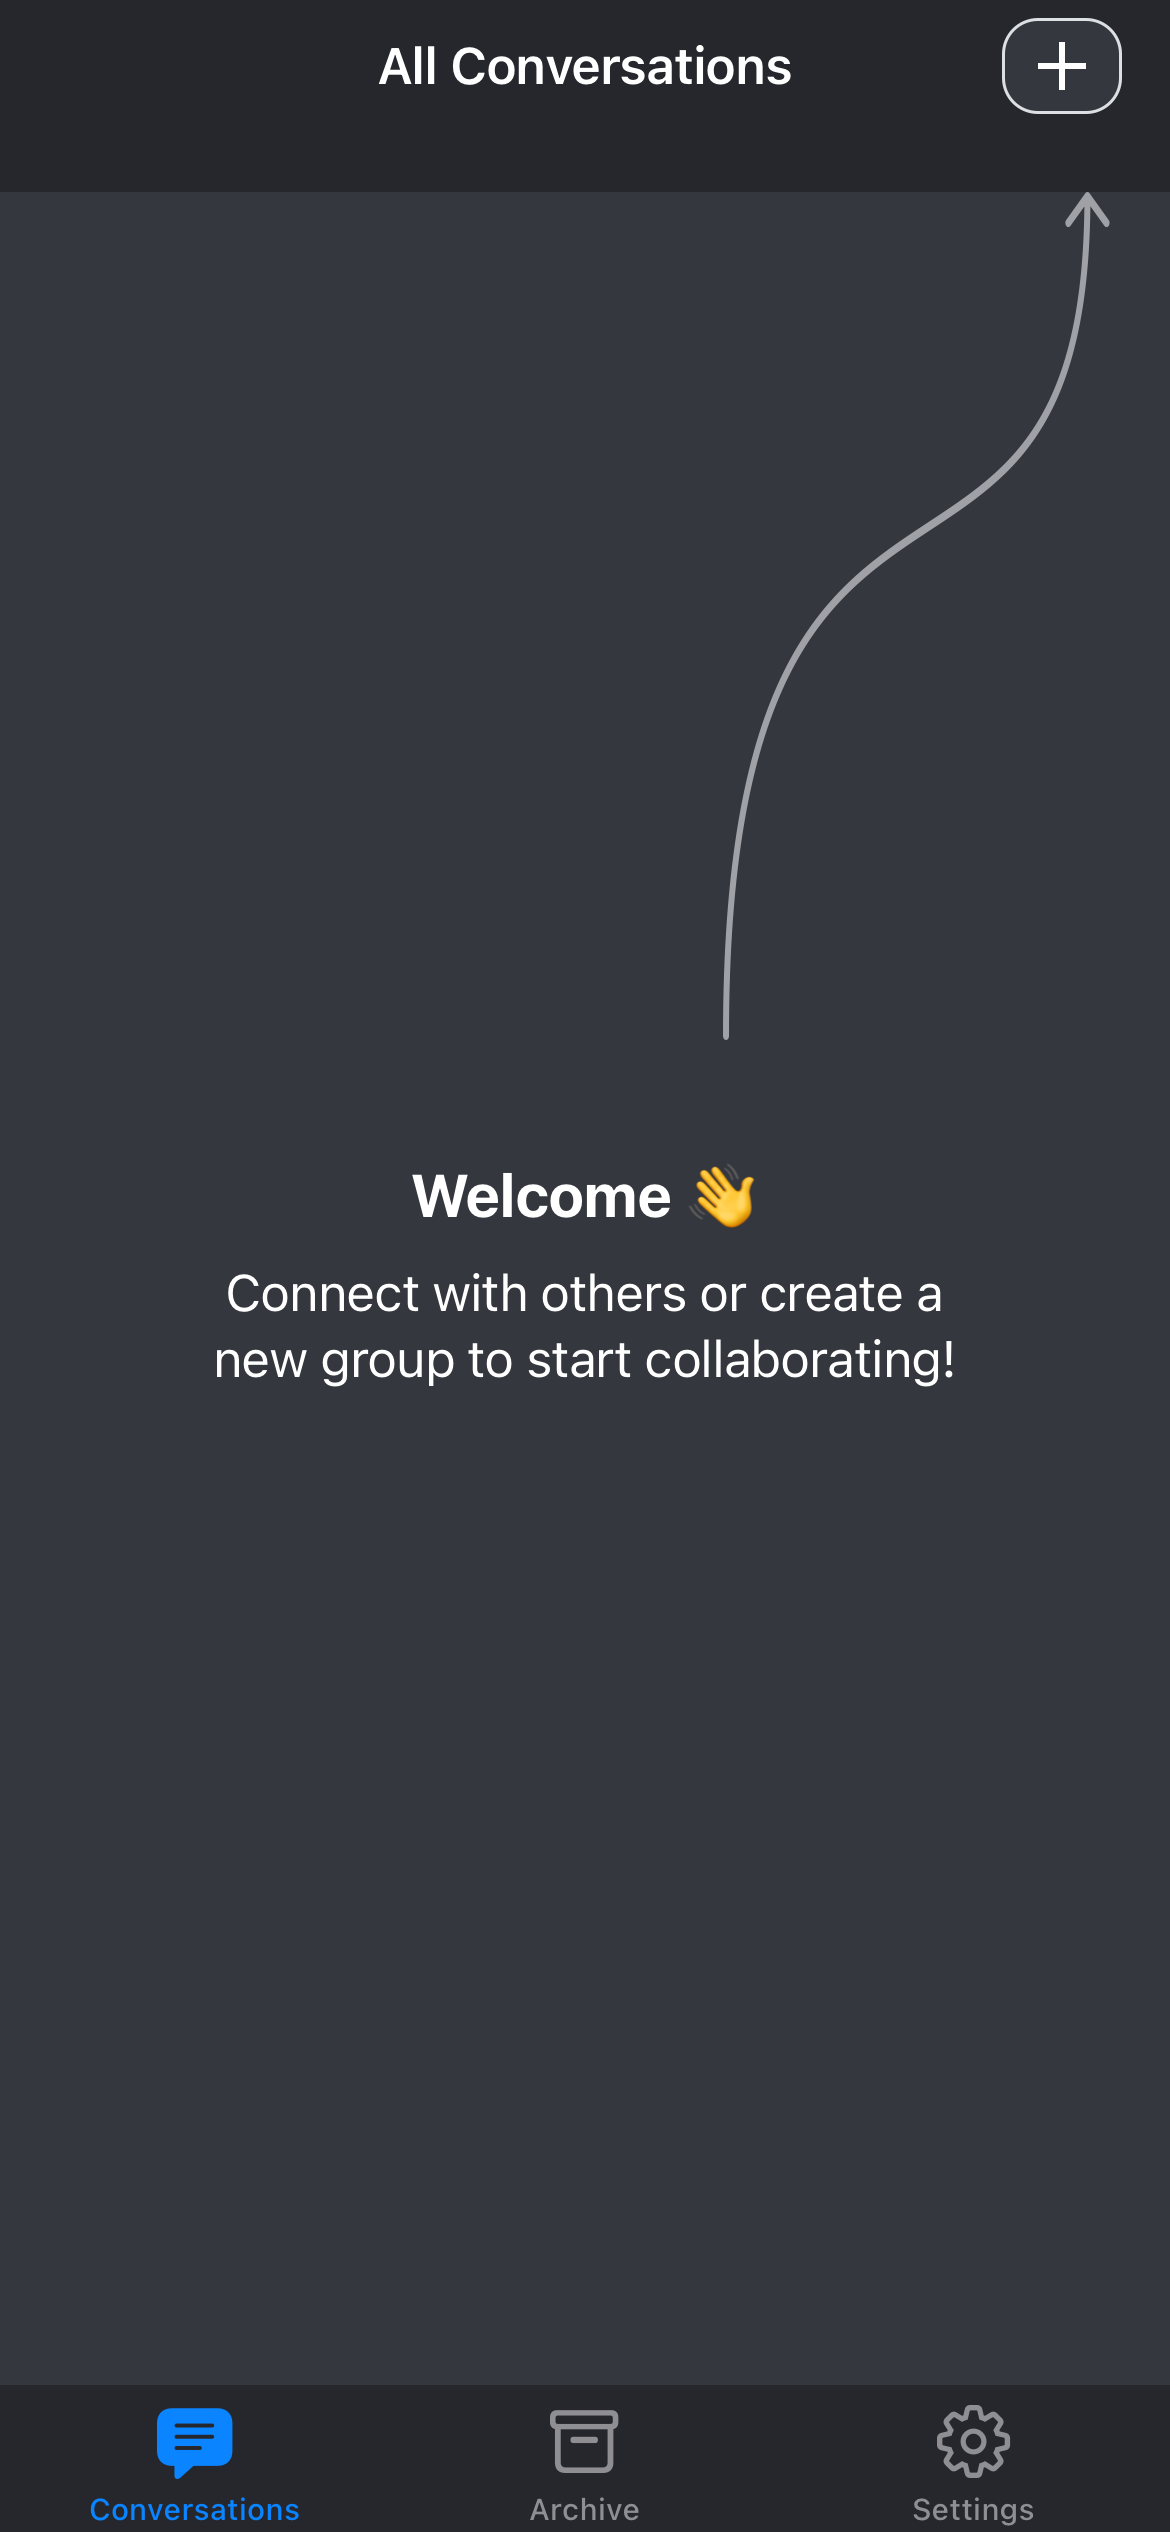 All Conversations
Welcome 👋
Connect with others or create a
new group to start collaborating!
Conversations
Archive
Settings